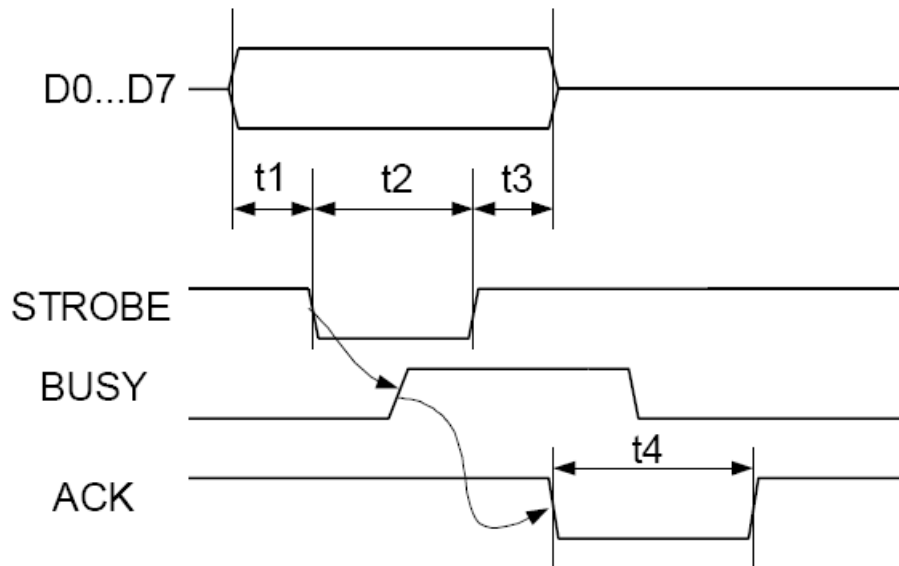 D0...D7
t1 t2 t3
STROBE
BUSY
t4
ACK